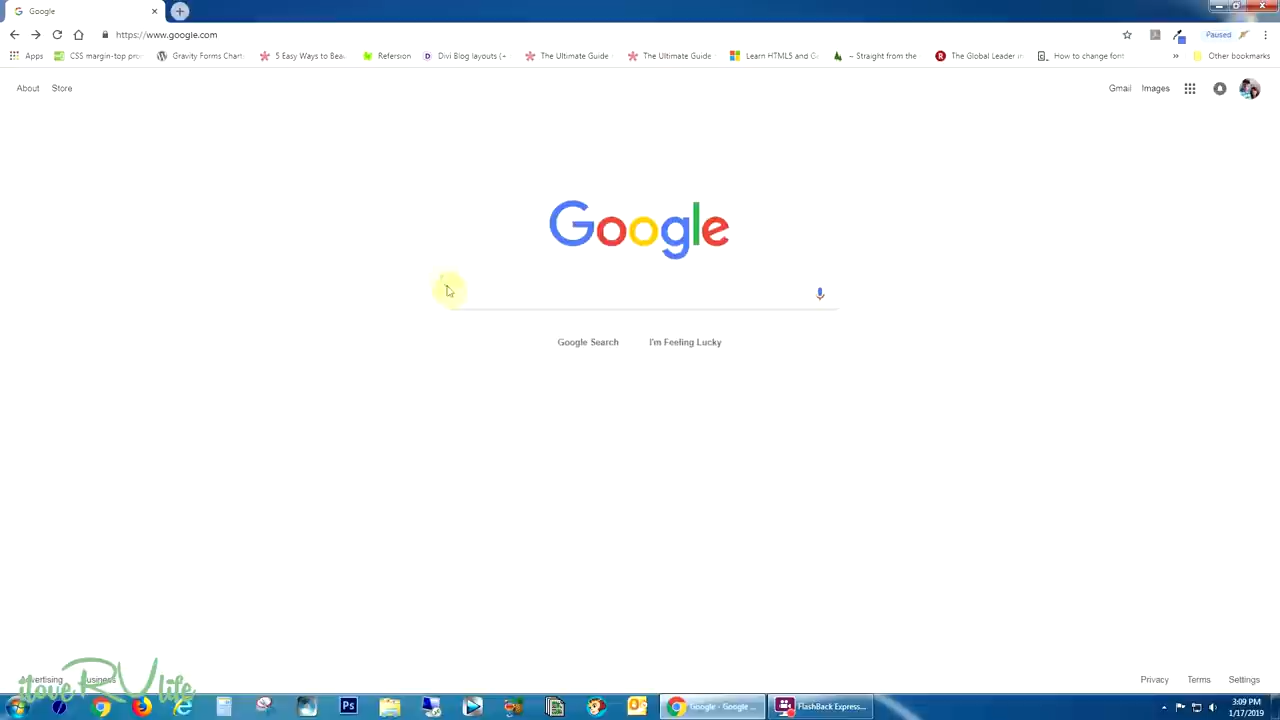 Google
https://www.google.com
Paused
Apps
CSS margin-top pro
Gravity Forms Chart
5 Easy Ways to Bea
Refersion
Divi Blog layouts (+
The Ultimate Guide
The Ultimate Guide
Learn HTML5 and
-- Straight from the
The Global Leader in
How to change font
»
Other bookmarks
About
Store
Gmail
Images
Google
Google Search
I'm Feeling Lucky
Privacy
Terms
Settings
iloveRVlife
Ps
Google - Google ...
FlashBack Express...
3:09 PM
1/17/2019